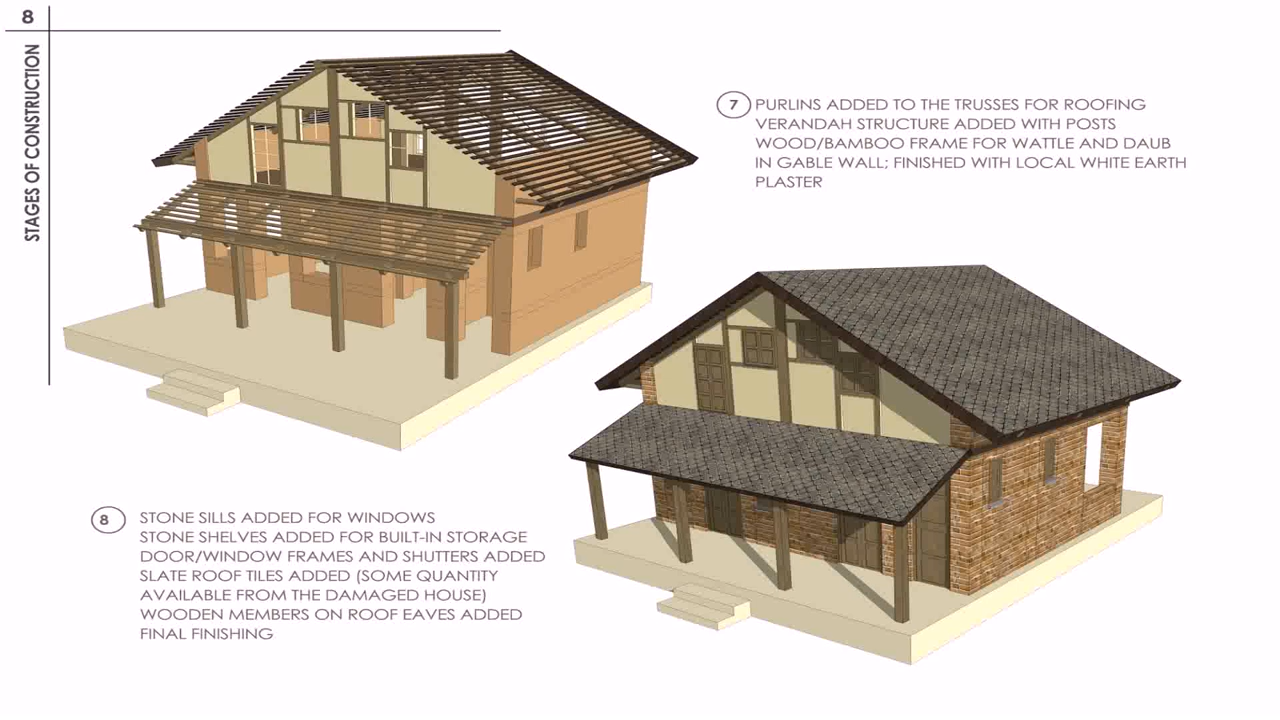 8
STAGES OF CONSTRUCTION
7
PURLINS ADDED TO THE TRUSSES FOR ROOFING
VERANDAH STRUCTURE ADDED WITH POSTS
WOOD/BAMBOO FRAME FOR WATTLE AND DAUB
IN GABLE WALL; FINISHED WITH LOCAL WHITE EARTH
PLASTER
8
STONE SILLS ADDED FOR WINDOWS
STONE SHELVES ADDED FOR BUILT-IN STORAGE
DOOR/WINDOW FRAMES AND SHUTTERS ADDED
SLATE ROOF TILES ADDED (SOME QUANTITY
AVAILABLE FROM THE DAMAGED HOUSE)
WOODEN MEMBERS ON ROOF EAVES ADDED
FINAL FINISHING